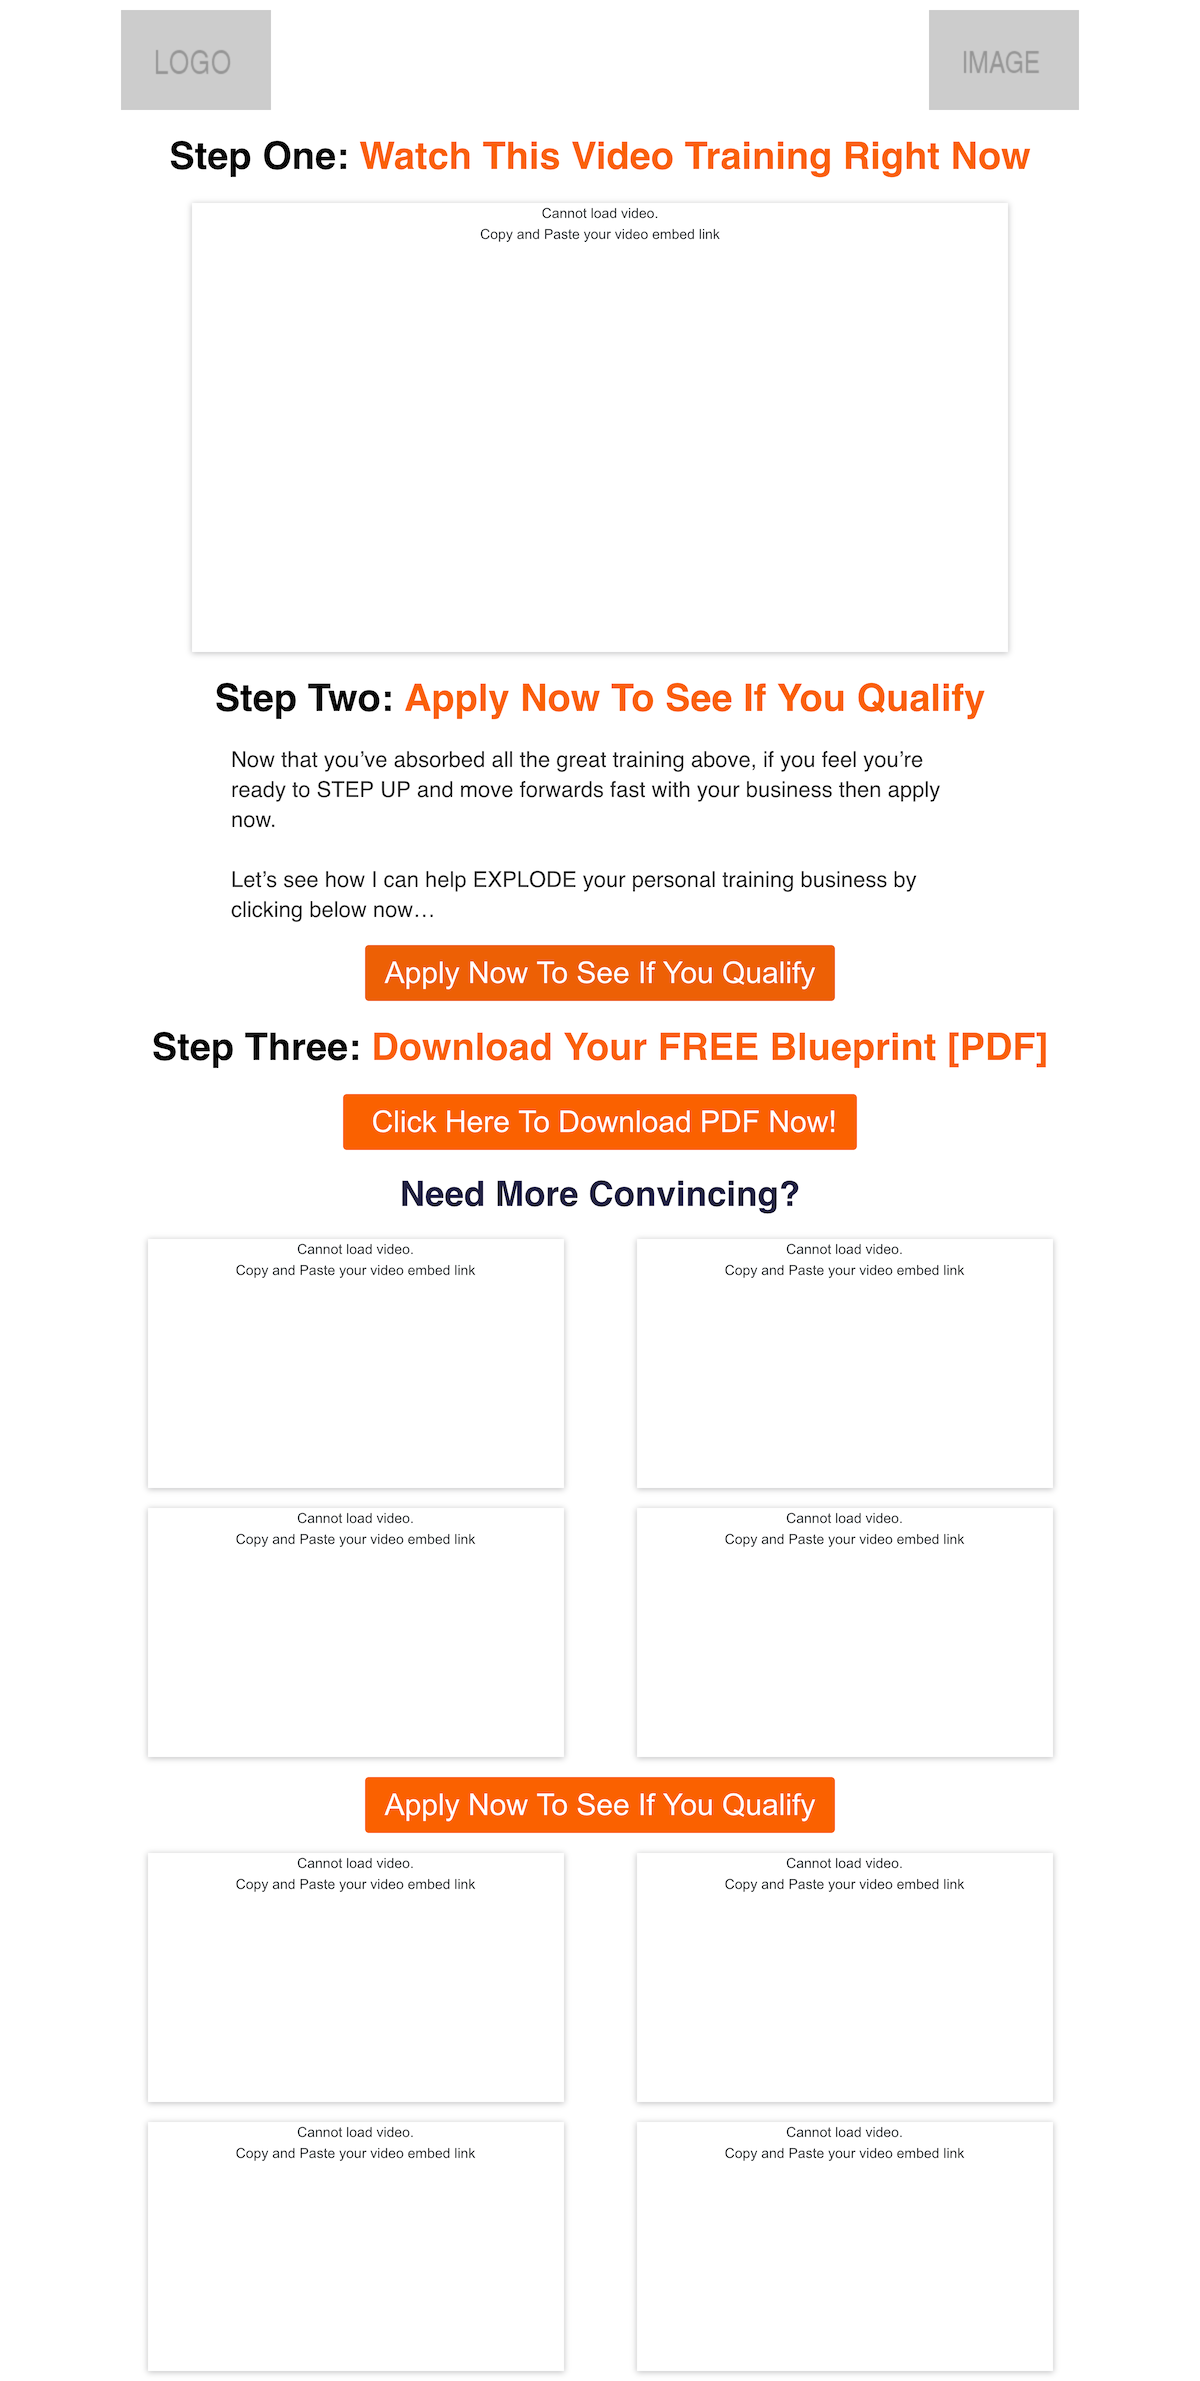 LOGO
IMAGE
Step One: Watch This Video Training Right Now
Cannot load video.
Copy and Paste your video embed link
Step Two: Apply Now To See If You Qualify
Now that you’ve absorbed all the great training above, if you feel you’re
ready to STEP UP and move forwards fast with your business then apply
now.
Let’s see how I can help EXPLODE your personal training business by
clicking below now…
Apply Now To See If You Qualify
Step Three: Download Your FREE Blueprint [PDF]
Click Here To Download PDF Now!
Need More Convincing?
Cannot load video.
Copy and Paste your video embed link
Cannot load video.
Copy and Paste your video embed link
Cannot load video.
Copy and Paste your video embed link
Cannot load video.
Copy and Paste your video embed link
Apply Now To See If You Qualify
Cannot load video.
Copy and Paste your video embed link
Cannot load video.
Copy and Paste your video embed link
Cannot load video.
Copy and Paste your video embed link
Cannot load video.
Copy and Paste your video embed link